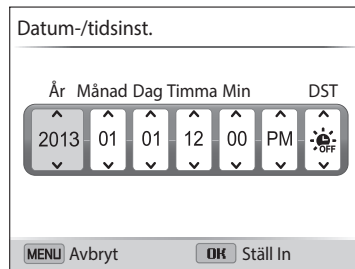 Datum-/tidsinst.
År Månad Dag Timma Min DST
2013 01 01 12 00 PM OFF
MENU Avbryt OK Ställ In